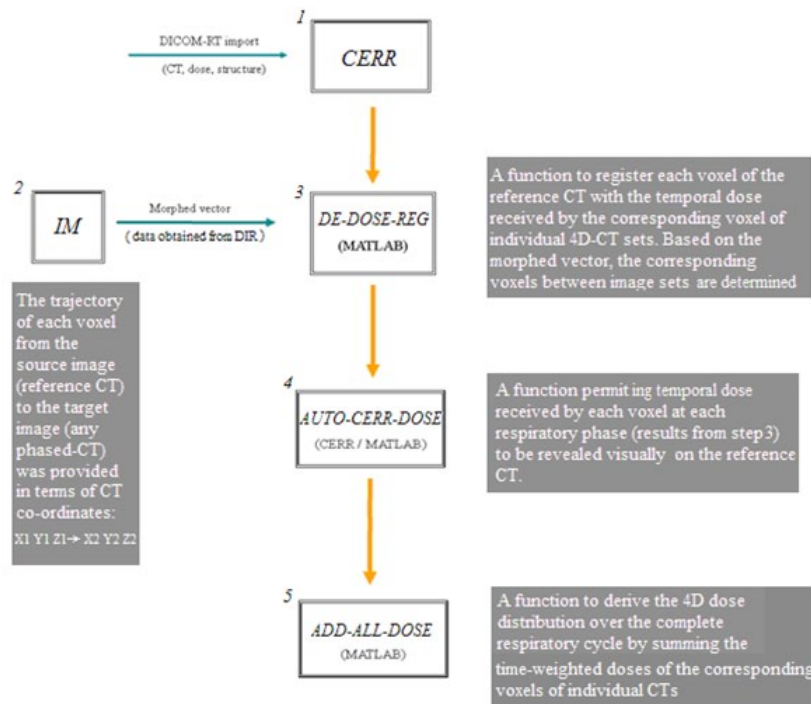 1
DICOM-RT import
(CT, dose, structure)
CERR
2
IM
Morphed vector
( data obtained from DIR )
3
DE-DOSE-REG
(MATLAB)
A function to register each voxel of the
reference CT with the temporal dose
received by the corresponding voxel of
individual 4D-CT sets. Based on the
morphed vector, the corresponding
voxels between image sets are determined
The trajectory
of each voxel
from the
source image
(reference CT)
to the target
image (any
phased-CT)
was provided
in terms of CT
co-ordinates:
X1 Y1 Z1→ X2 Y2 Z2
4
AUTO-CERR-DOSE
(CERR / MATLAB)
A function permiting temporal dose
received by each voxel at each
respiratory phase (results from step 3)
to be revealed visually on the reference
CT.
5
ADD-ALL-DOSE
(MATLAB)
A function to derive the 4D dose
distribution over the complete
respiratory cycle by summing the
time-weighted doses of the corresponding
voxels of individual CTs